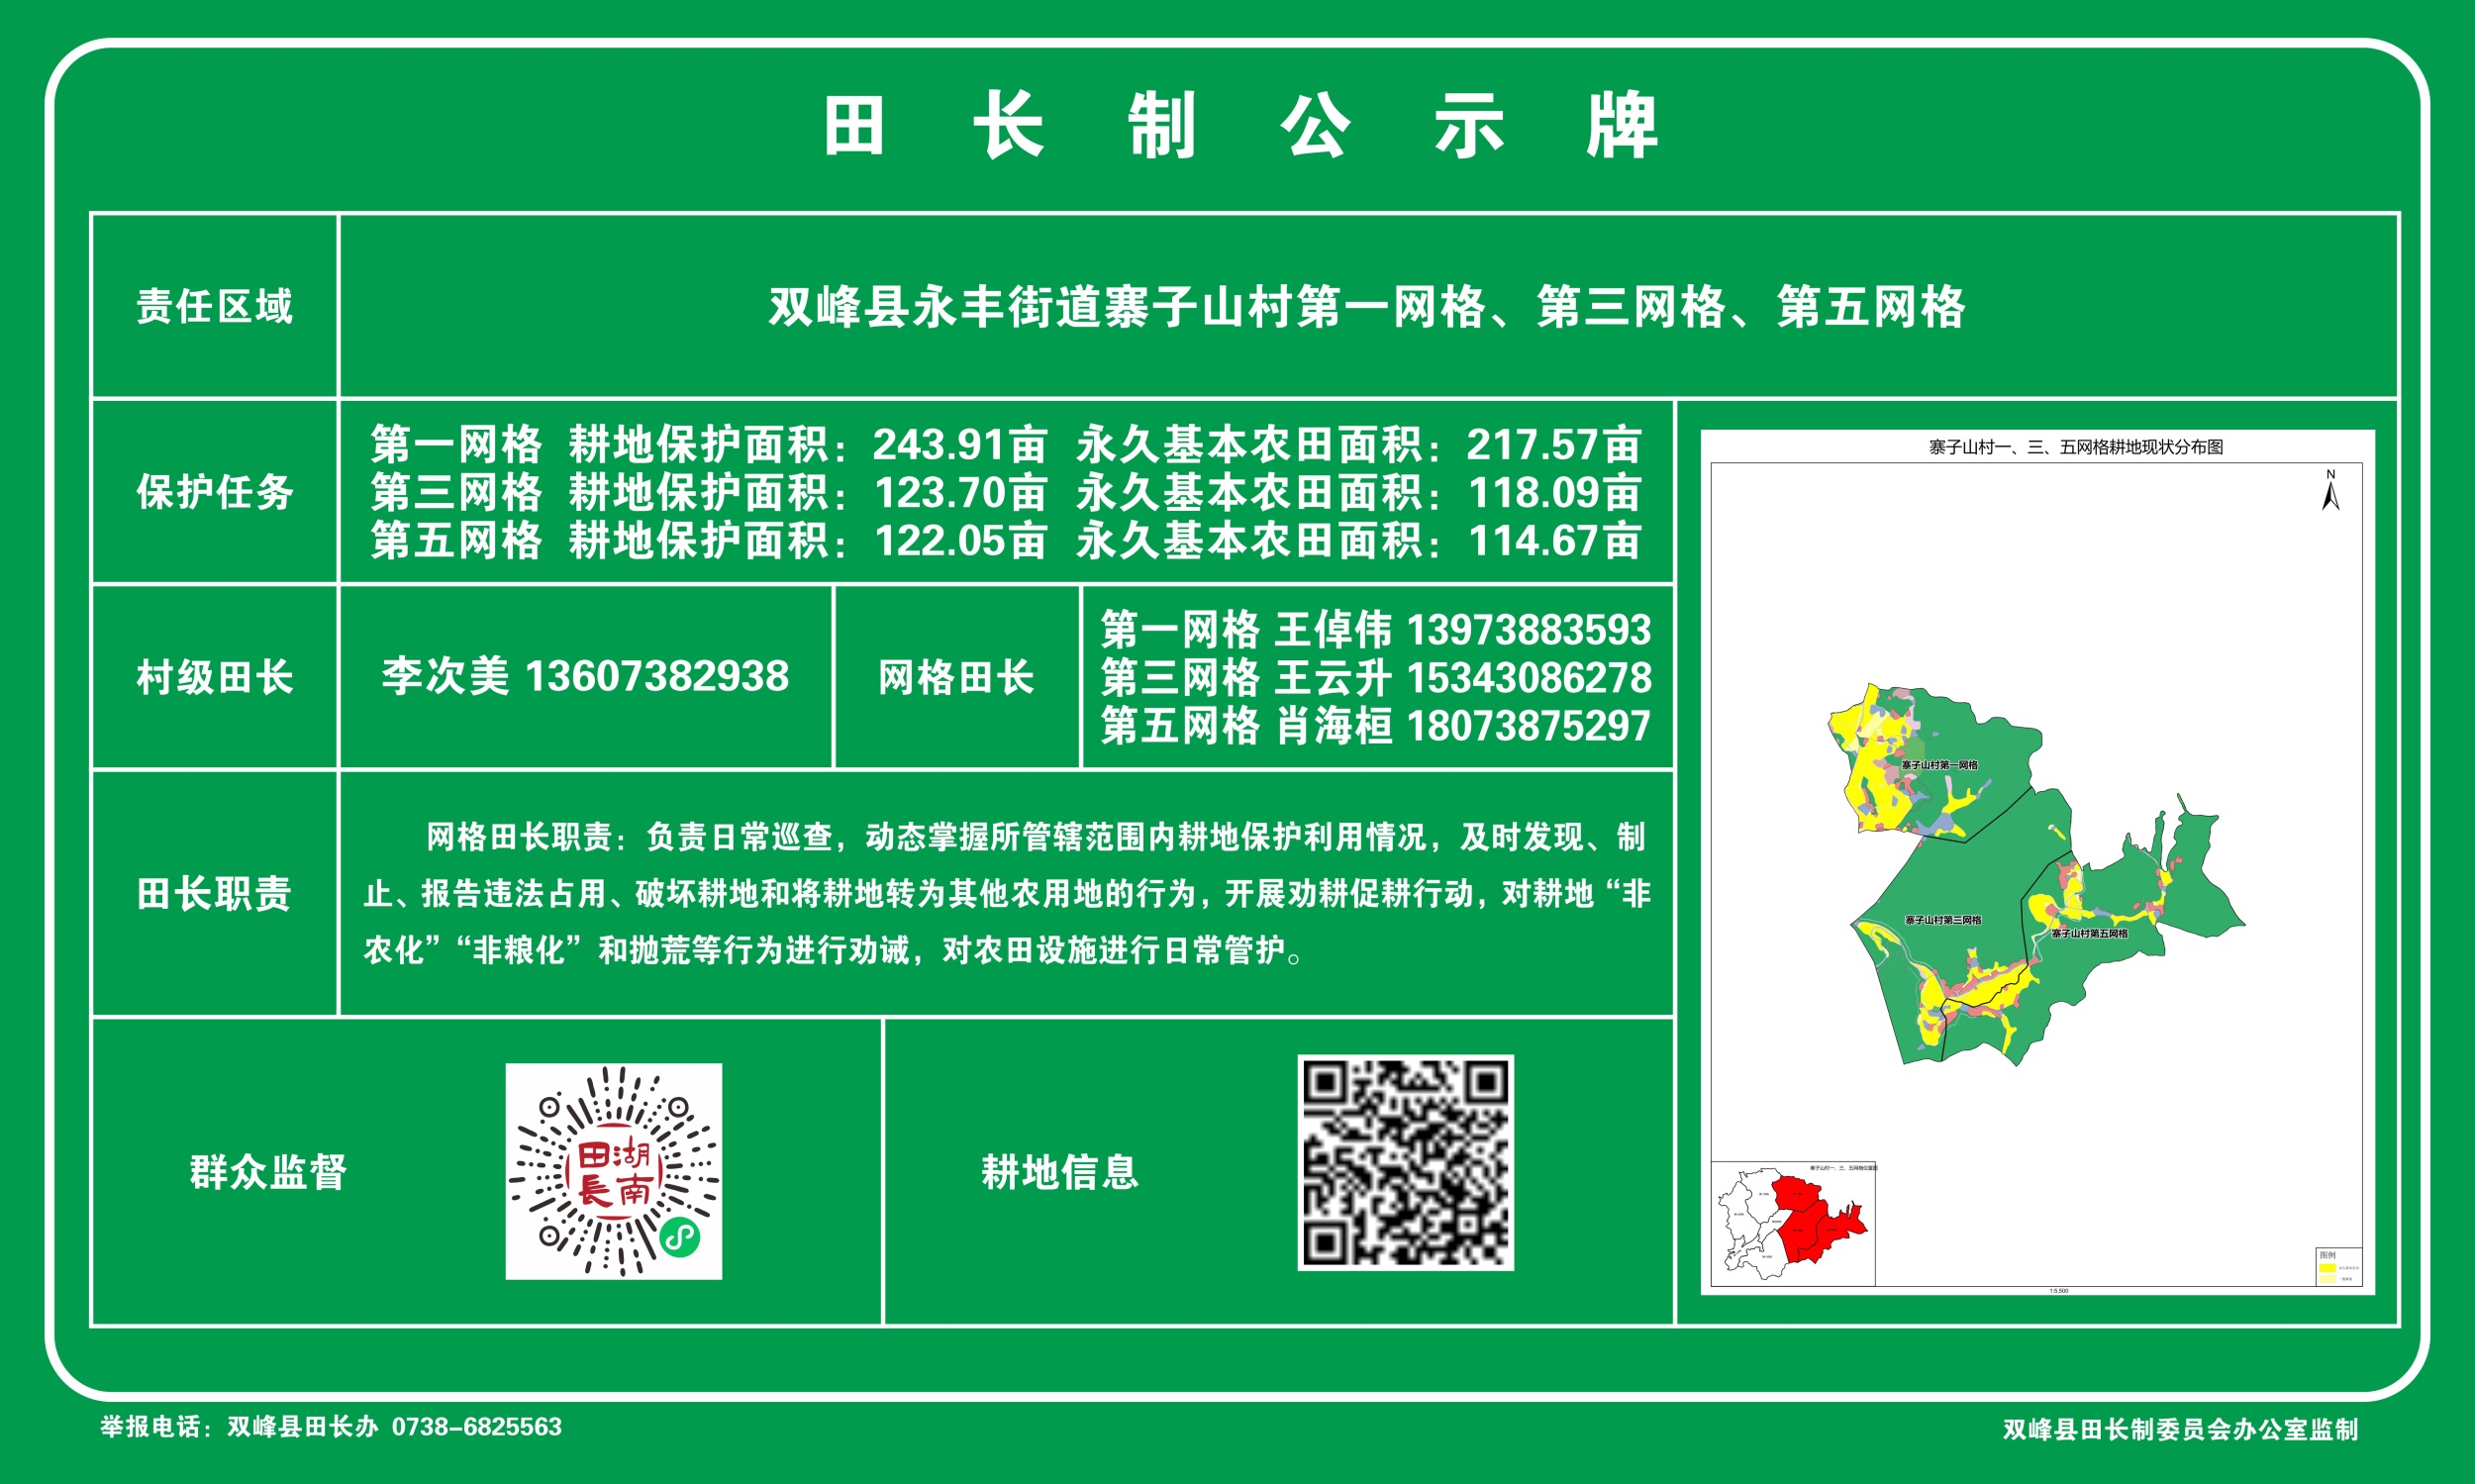 田长制公示牌
责任区域
双峰县永丰街道寨子山村第一网格、第三网格、第五网格
保护任务
第一网格 耕地保护面积：243.91亩 永久基本农田面积：217.57亩
第三网格 耕地保护面积：123.70亩 永久基本农田面积：118.09亩
第五网格 耕地保护面积：122.05亩 永久基本农田面积：114.67亩
村级田长
李次美 13607382938
网格田长
第一网格 王倬伟 13973883593
第三网格 王云升 15343086278
第五网格 肖海桓 18073875297
田长职责
网格田长职责：负责日常巡查，动态掌握所管辖范围内耕地保护利用情况，及时发现、制
止、报告违法占用、破坏耕地和将耕地转为其他农用地的行为，开展劝耕促耕行动，对耕地“非
农化”“非粮化”和抛荒等行为进行劝诫，对农田设施进行日常管护。
群众监督
湖南
田長
耕地信息
寨子山村一、三、五网格耕地现状分布图
N
寨子山村第一网格
寨子山村第三网格
寨子山村第五网格
寨子山村一、三、五网格位置图
图例
1:5,500
举报电话：双峰县田长办 0738-6825563
双峰县田长制委员会办公室监制